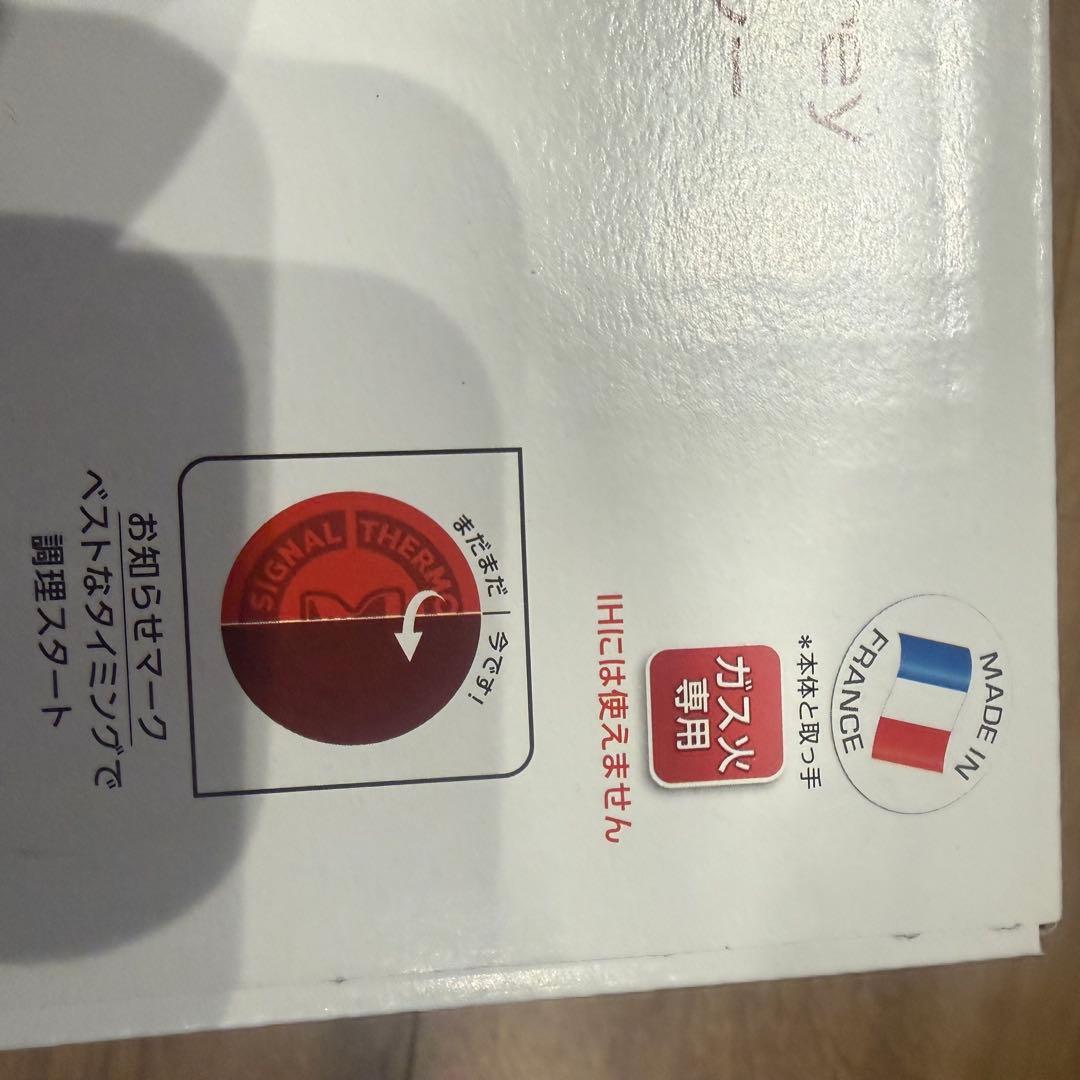 MADE IN
FRANCE
*本体と取っ手
ガス火
専用
IHには使えません
まだまだ
今です!
SIGNAL
THERMO
お知らせマーク
ベストなタイミングで
調理スタート